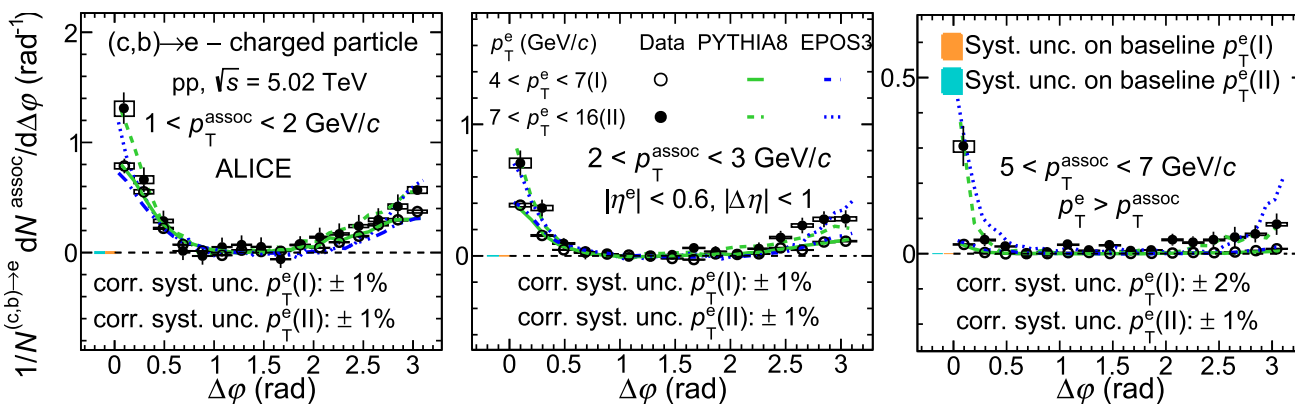 1/N^{(c,b)→e} dN^{assoc}/dΔφ (rad^{-1})
2
1
0
(c,b)→e – charged particle
pp, √s = 5.02 TeV
1 < p_T^{assoc} < 2 GeV/c
ALICE
corr. syst. unc. p_T^e(I): ± 1%
corr. syst. unc. p_T^e(II): ± 1%
0 0.5 1 1.5 2 2.5 3
Δφ (rad)
2
1
0
p_T^e (GeV/c) Data PYTHIA8 EPOS3
4 < p_T^e < 7(I)
7 < p_T^e < 16(II)
2 < p_T^{assoc} < 3 GeV/c
|η^e| < 0.6, |Δη| < 1
corr. syst. unc. p_T^e(I): ± 1%
corr. syst. unc. p_T^e(II): ± 1%
0 0.5 1 1.5 2 2.5 3
Δφ (rad)
0.5
0
Syst. unc. on baseline p_T^e(I)
Syst. unc. on baseline p_T^e(II)
5 < p_T^{assoc} < 7 GeV/c
p_T^e > p_T^{assoc}
corr. syst. unc. p_T^e(I): ± 2%
corr. syst. unc. p_T^e(II): ± 1%
0 0.5 1 1.5 2 2.5 3
Δφ (rad)